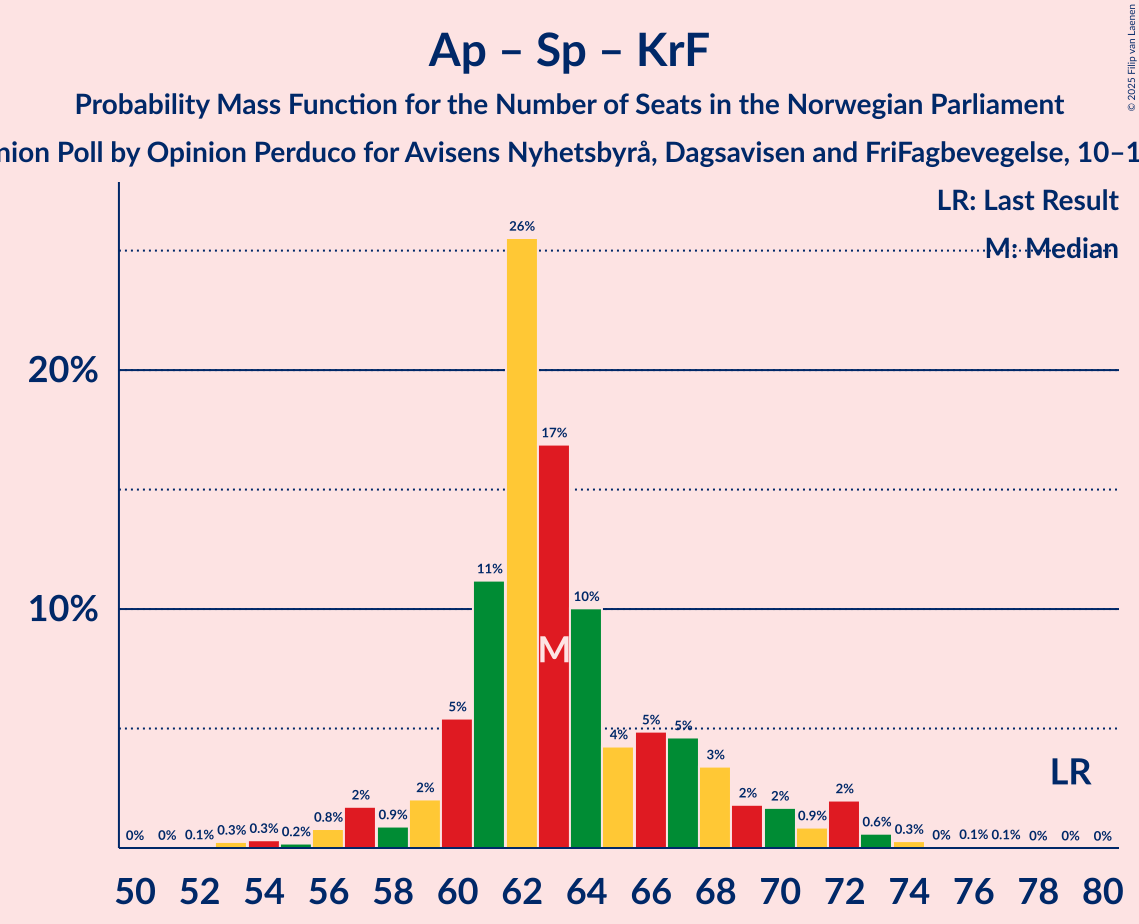 Ap – Sp – KrF
Probability Mass Function for the Number of Seats in the Norwegian Parliament
Poll by Opinion Perduco for Avisens Nyhetsbyrå, Dagsavisen and FriFagbevegelse,
© 2025 Filip van Laenen
LR: Last Result
M: Median
20%
10%
0% 0% 0.1% 0.3% 0.3% 0.2% 0.8% 2% 0.9% 2% 5% 11% 26% 17% 10% 4% 5% 5% 3% 2% 2% 0.9% 2% 0.6% 0.3% 0% 0.1% 0.1% 0% 0% 0%
M
LR
50 52 54 56 58 60 62 64 66 68 70 72 74 76 78 80